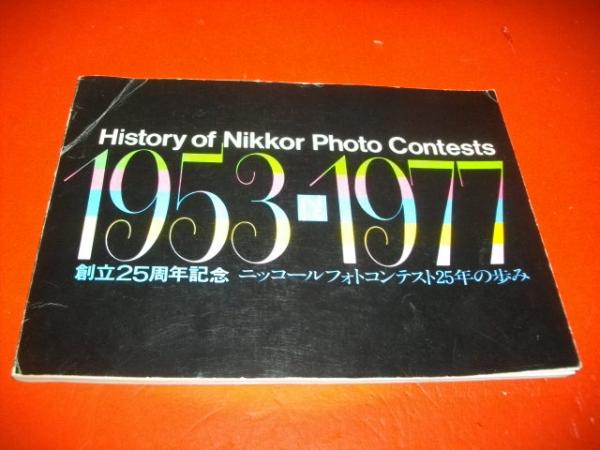 History of Nikkor Photo Contests
1953-1977
創立25周年記念 ニッコールフォトコンテスト25年の歩み